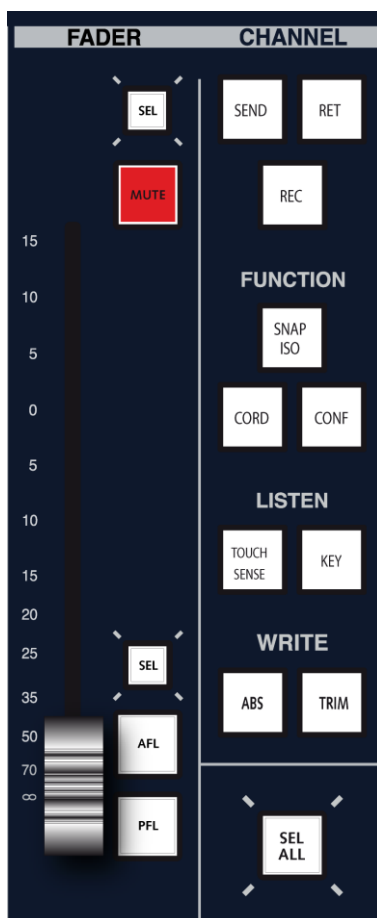 FADER
CHANNEL
SEL
SEND
RET
MUTE
REC
15
10
5
0
5
10
15
20
25
35
50
70
∞
FUNCTION
SNAP
ISO
CORD
CONF
LISTEN
TOUCH
SENSE
KEY
WRITE
SEL
ABS
TRIM
AFL
PFL
SEL
ALL